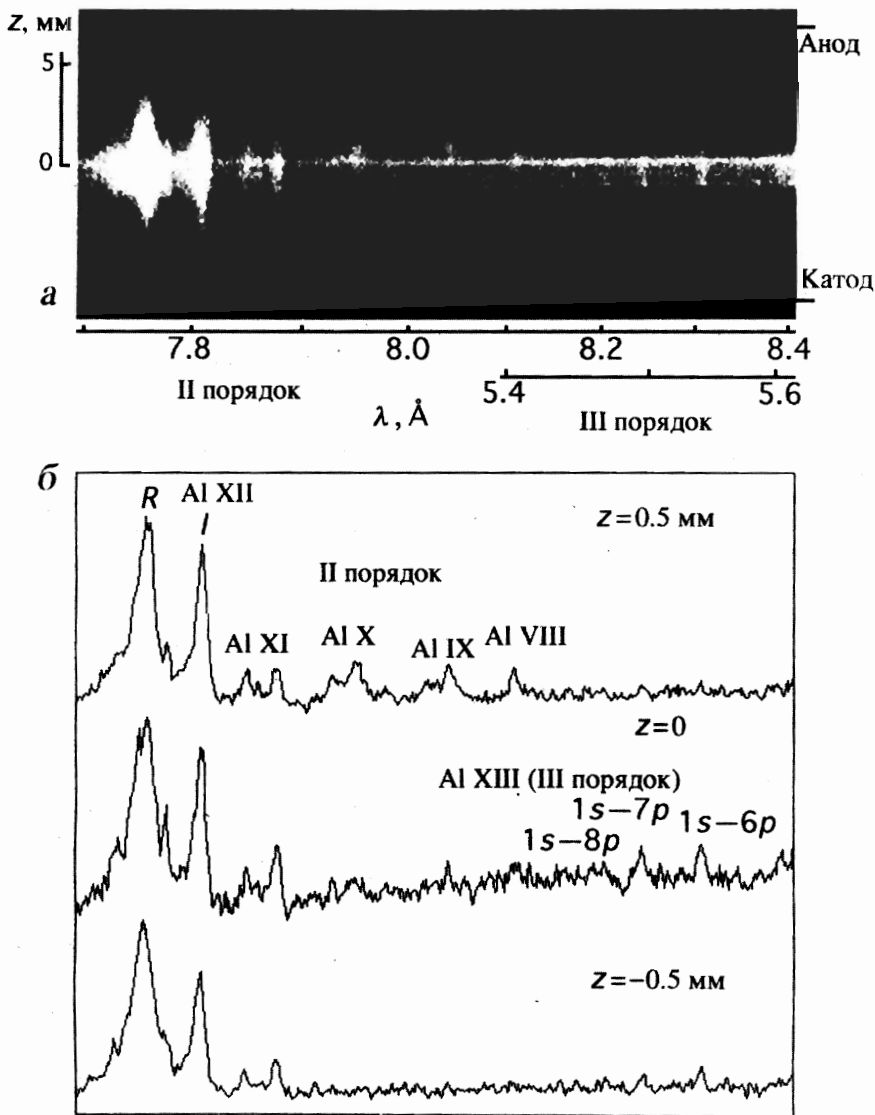 z, мм
Анод
5
0
Катод
а
7.8 8.0 8.2 8.4
II порядок
5.4 5.6
λ, Å
III порядок
б
R Al XII
I
z=0.5 мм
II порядок
Al XI Al X Al IX Al VIII
z=0
Al XIII (III порядок)
1s–7p
1s–8p 1s–6p
z=–0.5 мм